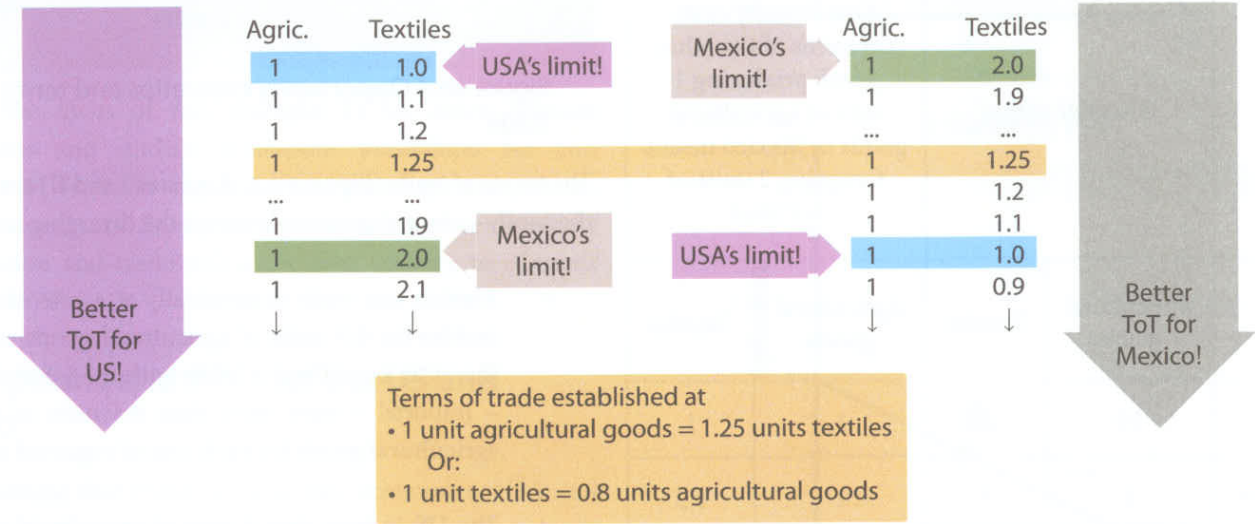 Agric. Textiles
1 1.0
USA's limit!
1 1.1
1 1.2
1 1.25
... ...
1 1.9
1 2.0
Mexico's
limit!
1 2.1
↓ ↓
Better
ToT for
US!
Mexico's
limit!
Agric. Textiles
1 2.0
1 1.9
... ...
1 1.25
1 1.2
1 1.1
USA's limit!
1 1.0
1 0.9
↓ ↓
Better
ToT for
Mexico!
Terms of trade established at
• 1 unit agricultural goods = 1.25 units textiles
Or:
• 1 unit textiles = 0.8 units agricultural goods